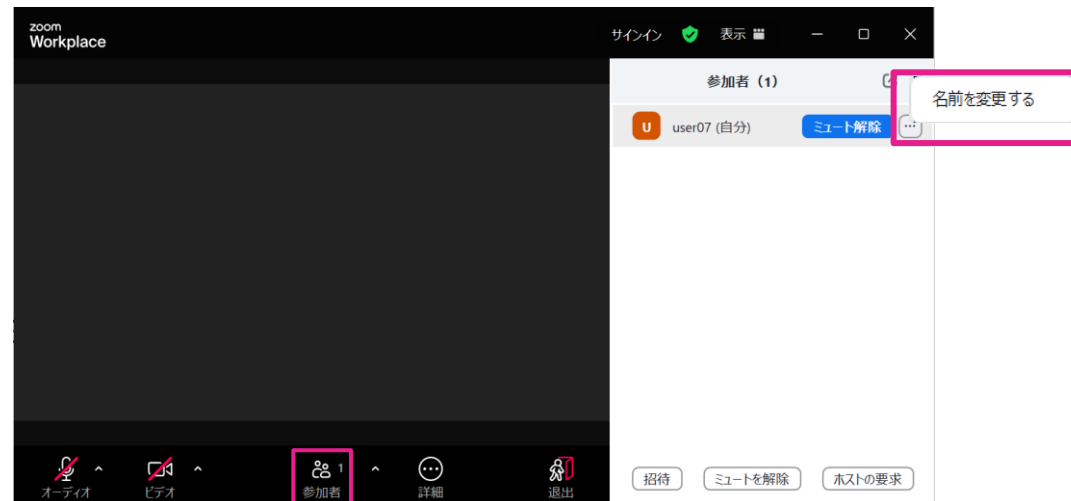 zoom
Workplace
サインイン
表示
参加者（1）
名前を変更する
U
user07 (自分)
ミュート解除
オーディオ
ビデオ
1
参加者
詳細
退出
招待
ミュートを解除
ホストの要求